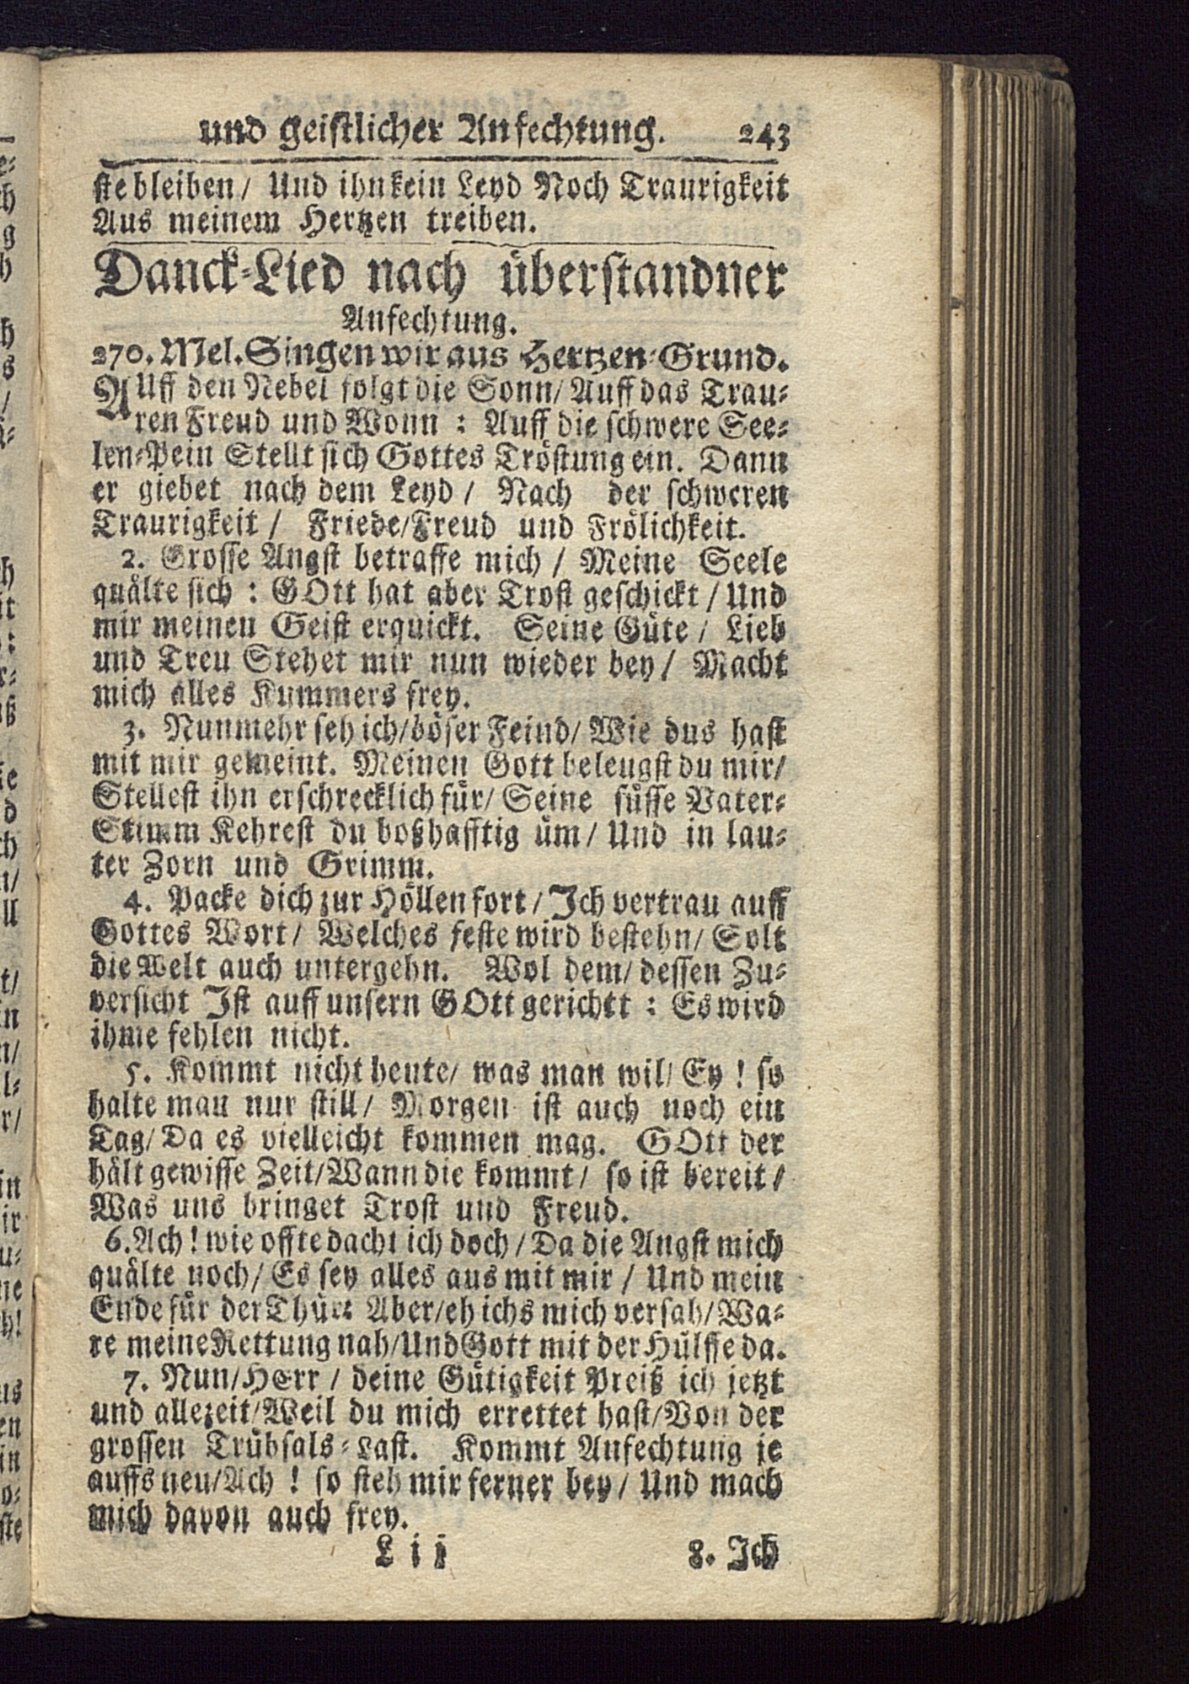 und geistlicher Anfechtung. 243
ste bleiben/ Und ihn kein Leyd Noch Traurigkeit
Aus meinem Hertzen treiben.
Danck-Lied nach überstandner
Anfechtung.
270. Mel. Singen wir aus Hertzen-Grund.
AUff den Nebel folgt die Sonn/ Auff das Trau-
ren Freud und Wonn : Auff die schwere See-
len-Pein Stellt sich Gottes Tröstung ein. Dann
er giebet nach dem Leyd / Nach der schweren
Traurigkeit / Friede/Freud und Frölichkeit.
2. Grosse Angst betraffe mich / Meine Seele
quälte sich : GOtt hat aber Trost geschickt / Und
mir meinen Geist erquickt. Seine Güte / Lieb
und Treu Stehet mir nun wieder bey / Macht
mich alles Kummers frey.
3. Nunmehr seh ich/böser Feind/ Wie dus hast
mit mir gemeint. Meinen Gott beleugst du mir/
Stellest ihn erschrecklich für/ Seine süsse Vater-
Stimm Kehrest du boßhafftig üm/ Und in lau-
ter Zorn und Grimm.
4. Packe dich zur Höllen fort / Ich vertrau auff
Gottes Wort/ Welches feste wird bestehn/ Solt
die Welt auch untergehn. Wol dem/ dessen Zu-
versicht Ist auff unsern GOtt gerichtt : Es wird
ihme fehlen nicht.
5. Kommt nicht heute/ was man wil/ Ey ! so
halte man nur still/ Morgen ist auch noch ein
Tag/ Da es vielleicht kommen mag. GOtt der
hält gewisse Zeit/Wann die kommt / so ist bereit /
Was uns bringet Trost und Freud.
6. Ach ! wie offte dacht ich doch / Da die Angst mich
quälte noch/ Es sey alles aus mit mir / Und mein
Ende für der Thür: Aber/eh ichs mich versah/Wa-
re meine Rettung nah/Und Gott mit der Hülffe da.
7. Nun/HErr / deine Gütigkeit Preiß ich jetzt
und allezeit/Weil du mich errettet hast/Von der
grossen Trübsals-Last. Kommt Anfechtung je
auffs neu/Ach ! so steh mir ferner bey/ Und mach
mich davon auch frey.
L i j 8. Ich